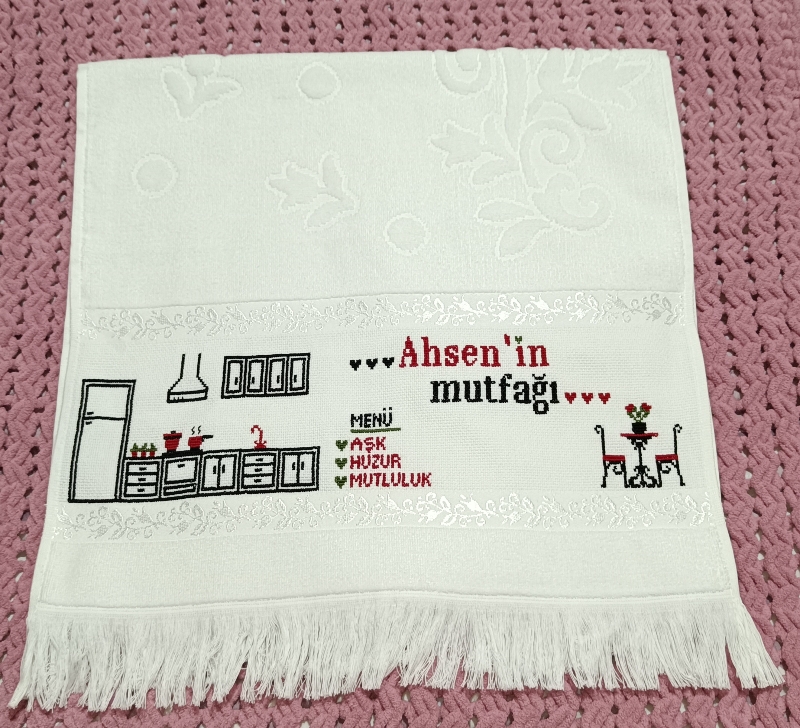 Ahsen'in
mutfağı
MENÜ
AŞK
HUZUR
MUTLULUK